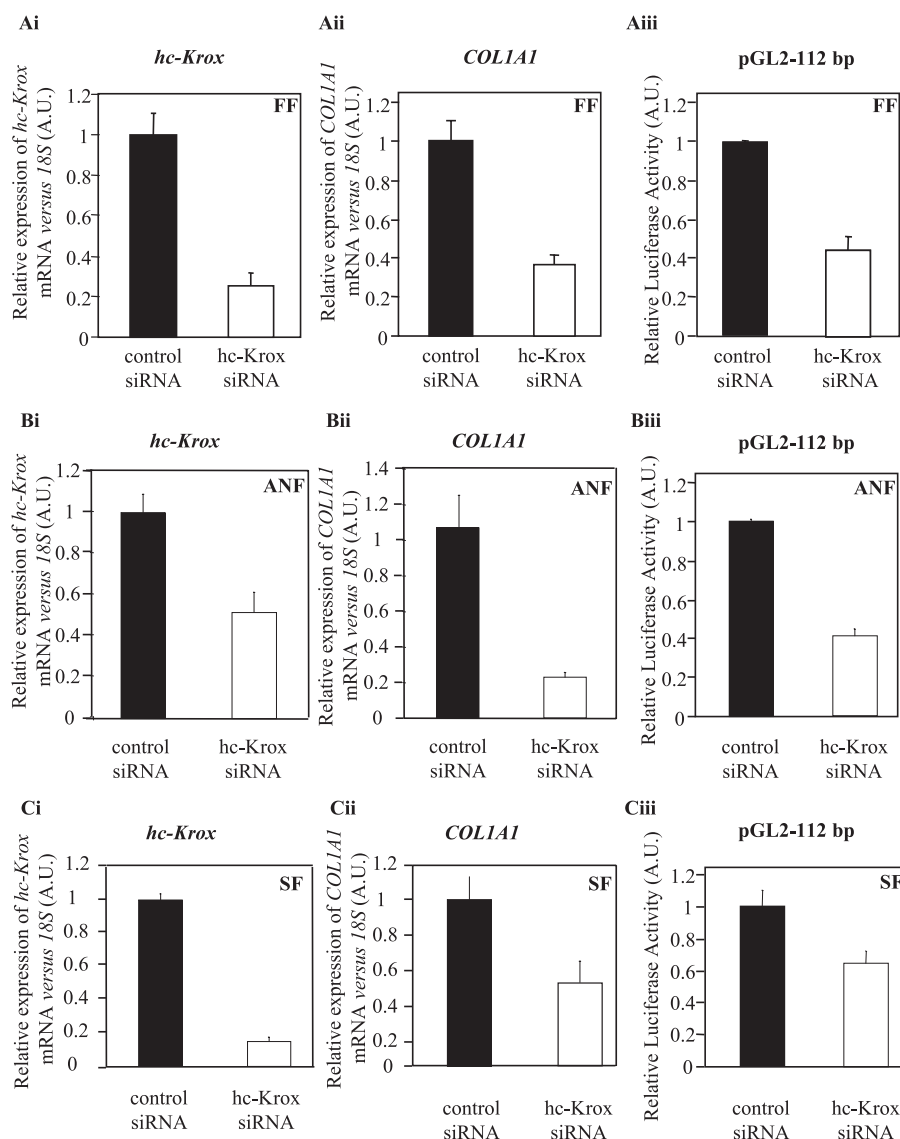 Ai
hc-Krox
Relative expression of hc-Krox
mRNA versus 18S (A.U.)
1.2
1
0.8
0.6
0.4
0.2
0
FF
control
siRNA
hc-Krox
siRNA
Aii
COL1A1
Relative expression of COL1A1
mRNA versus 18S (A.U.)
1.2
1
0.8
0.6
0.4
0.2
0
FF
control
siRNA
hc-Krox
siRNA
Aiii
pGL2-112 bp
Relative Luciferase Activity (A.U.)
1.2
1
0.8
0.6
0.4
0.2
0
FF
control
siRNA
hc-Krox
siRNA
Bi
hc-Krox
Relative expression of hc-Krox
mRNA versus 18S (A.U.)
1.2
1
0.8
0.6
0.4
0.2
0
ANF
control
siRNA
hc-Krox
siRNA
Bii
COL1A1
Relative expression of COL1A1
mRNA versus 18S (A.U.)
1.4
1.2
1
0.8
0.6
0.4
0.2
0
ANF
control
siRNA
hc-Krox
siRNA
Biii
pGL2-112 bp
Relative Luciferase Activity (A.U.)
1.2
1
0.8
0.6
0.4
0.2
0
ANF
control
siRNA
hc-Krox
siRNA
Ci
hc-Krox
Relative expression of hc-Krox
mRNA versus 18S (A.U.)
1.2
1
0.8
0.6
0.4
0.2
0
SF
control
siRNA
hc-Krox
siRNA
Cii
COL1A1
Relative expression of COL1A1
mRNA versus 18S (A.U.)
1.2
1
0.8
0.6
0.4
0.2
0
SF
control
siRNA
hc-Krox
siRNA
Ciii
pGL2-112 bp
Relative Luciferase Activity (A.U.)
1.2
1
0.8
0.6
0.4
0.2
0
SF
control
siRNA
hc-Krox
siRNA